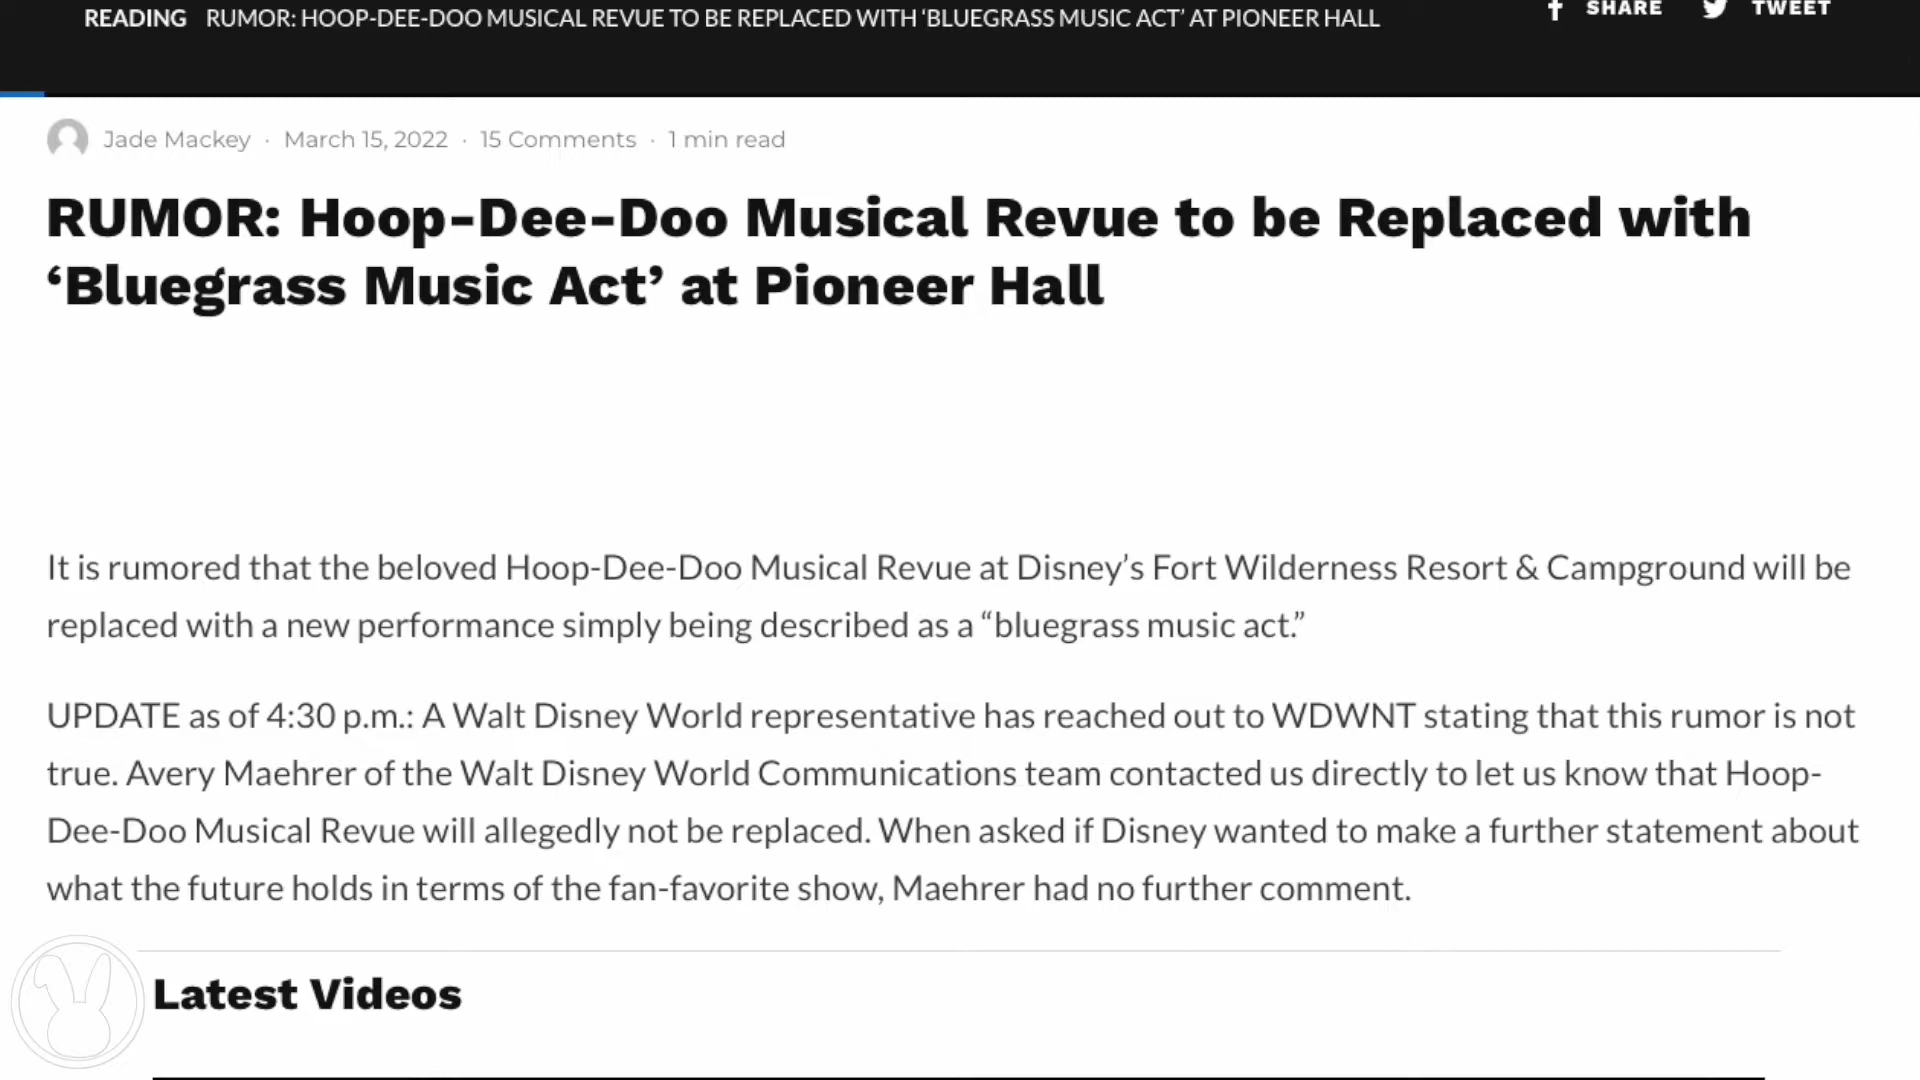 READING RUMOR: HOOP-DEE-DOO MUSICAL REVUE TO BE REPLACED WITH ‘BLUEGRASS MUSIC ACT’ AT PIONEER HALL SHARE TWEET
Jade Mackey · March 15, 2022 · 15 Comments · 1 min read
RUMOR: Hoop-Dee-Doo Musical Revue to be Replaced with
‘Bluegrass Music Act’ at Pioneer Hall
It is rumored that the beloved Hoop-Dee-Doo Musical Revue at Disney’s Fort Wilderness Resort & Campground will be
replaced with a new performance simply being described as a “bluegrass music act.”
UPDATE as of 4:30 p.m.: A Walt Disney World representative has reached out to WDWNT stating that this rumor is not
true. Avery Maehrer of the Walt Disney World Communications team contacted us directly to let us know that Hoop-
Dee-Doo Musical Revue will allegedly not be replaced. When asked if Disney wanted to make a further statement about
what the future holds in terms of the fan-favorite show, Maehrer had no further comment.
Latest Videos